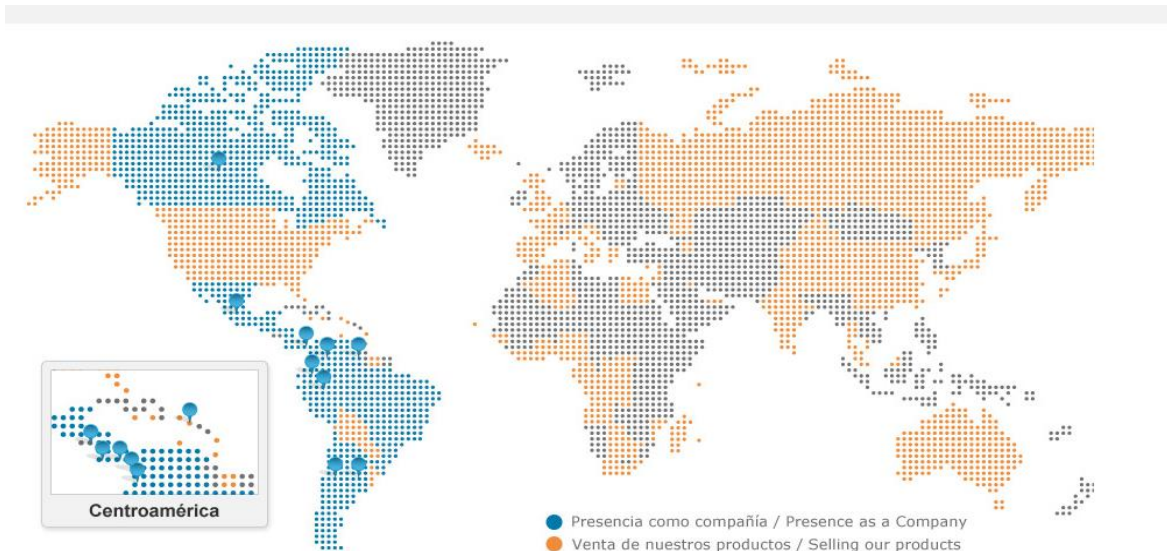 Centroamérica
Presencia como compañía / Presence as a Company
Venta de nuestros productos / Selling our products